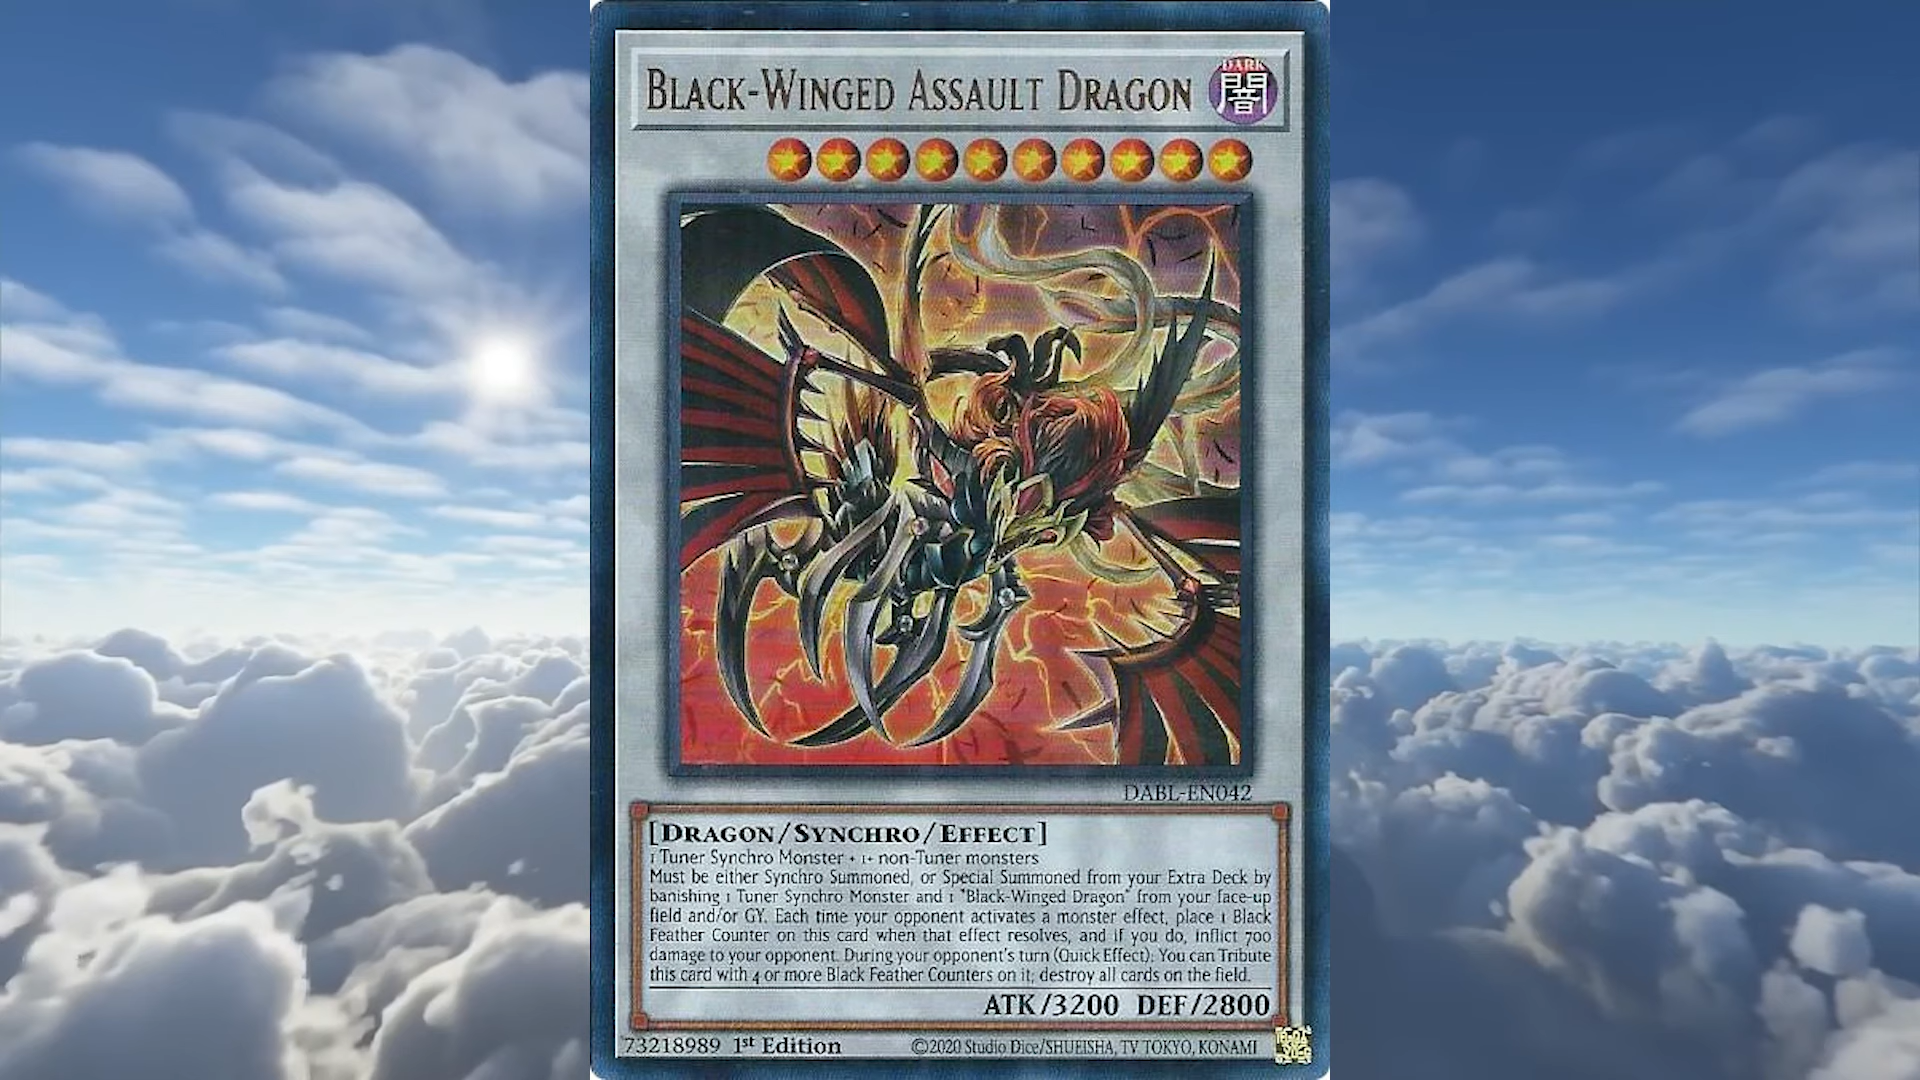 BLACK-WINGED ASSAULT DRAGON
DARK
闇
DABL-EN042
[DRAGON/SYNCHRO/EFFECT]
1 Tuner Synchro Monster + 1+ non-Tuner monsters
Must be either Synchro Summoned, or Special Summoned from your Extra Deck by
banishing 1 Tuner Synchro Monster and 1 "Black-Winged Dragon" from your face-up
field and/or GY. Each time your opponent activates a monster effect, place 1 Black
Feather Counter on this card when that effect resolves, and if you do, inflict 700
damage to your opponent. During your opponent's turn (Quick Effect): You can Tribute
this card with 4 or more Black Feather Counters on it; destroy all cards on the field.
ATK/3200 DEF/2800
73218989 1st Edition
©2020 Studio Dice/SHUEISHA, TV TOKYO, KONAMI